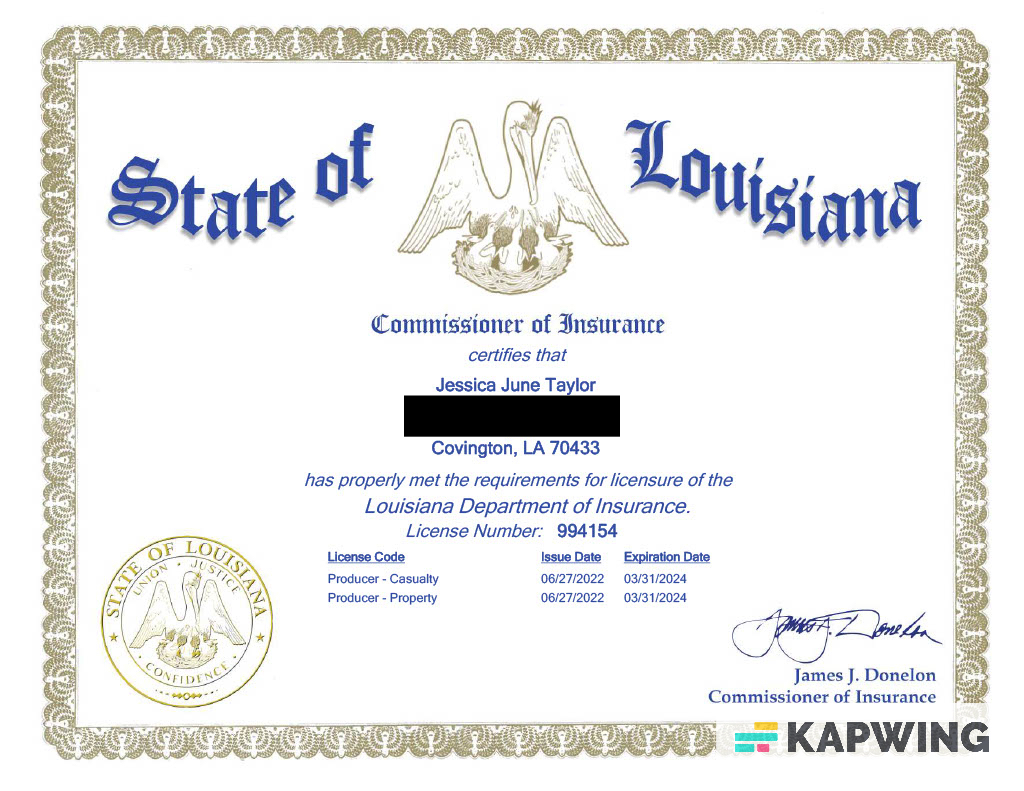 State of Louisiana
Commissioner of Insurance
certifies that
Jessica June Taylor
Covington, LA 70433
has properly met the requirements for licensure of the
Louisiana Department of Insurance.
License Number: 994154
License Code Issue Date Expiration Date
Producer - Casualty 06/27/2022 03/31/2024
Producer - Property 06/27/2022 03/31/2024
STATE OF LOUISIANA
UNION • JUSTICE
CONFIDENCE
James J. Donelon
James J. Donelon
Commissioner of Insurance
KAPWING